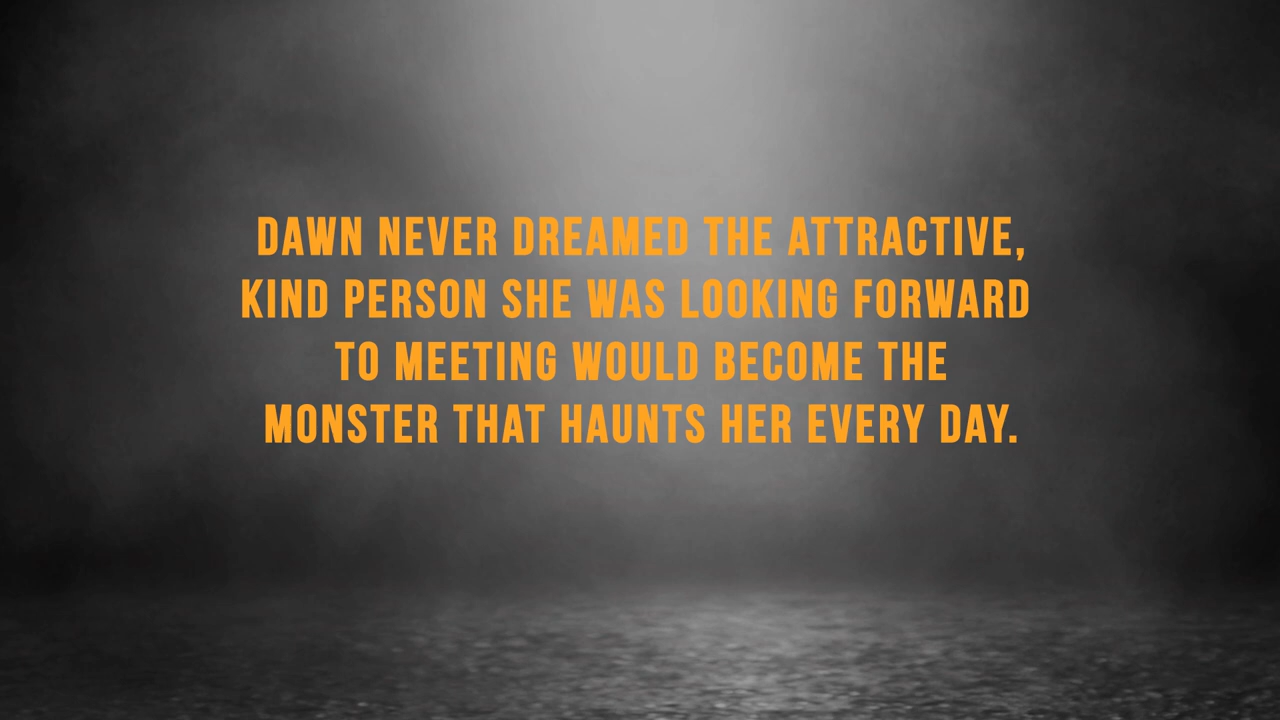 DAWN NEVER DREAMED THE ATTRACTIVE,
KIND PERSON SHE WAS LOOKING FORWARD
TO MEETING WOULD BECOME THE
MONSTER THAT HAUNTS HER EVERY DAY.